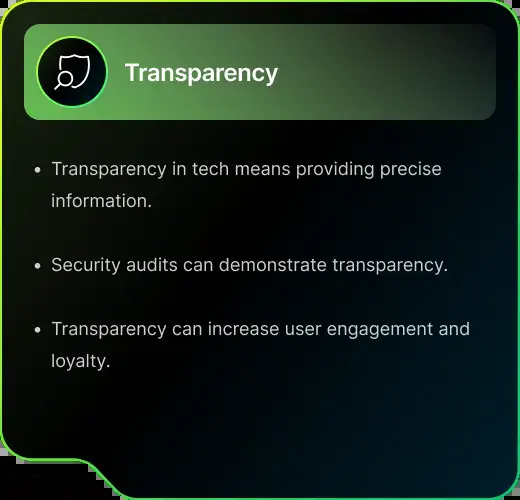 Transparency
• Transparency in tech means providing precise
information.
• Security audits can demonstrate transparency.
• Transparency can increase user engagement and
loyalty.